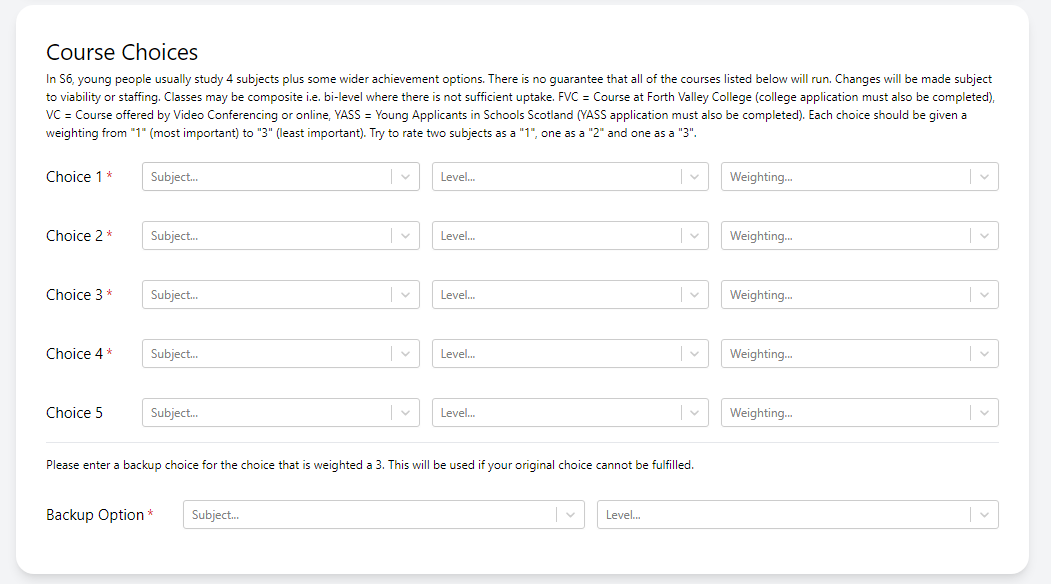 Course Choices
In S6, young people usually study 4 subjects plus some wider achievement options. There is no guarantee that all of the courses listed below will run. Changes will be made subject
to viability or staffing. Classes may be composite i.e. bi-level where there is not sufficient uptake. FVC = Course at Forth Valley College (college application must also be completed),
VC = Course offered by Video Conferencing or online, YASS = Young Applicants in Schools Scotland (YASS application must also be completed). Each choice should be given a
weighting from "1" (most important) to "3" (least important). Try to rate two subjects as a "1", one as a "2" and one as a "3".
Choice 1 * Subject... Level... Weighting...
Choice 2 * Subject... Level... Weighting...
Choice 3 * Subject... Level... Weighting...
Choice 4 * Subject... Level... Weighting...
Choice 5 Subject... Level... Weighting...
Please enter a backup choice for the choice that is weighted a 3. This will be used if your original choice cannot be fulfilled.
Backup Option * Subject... Level...